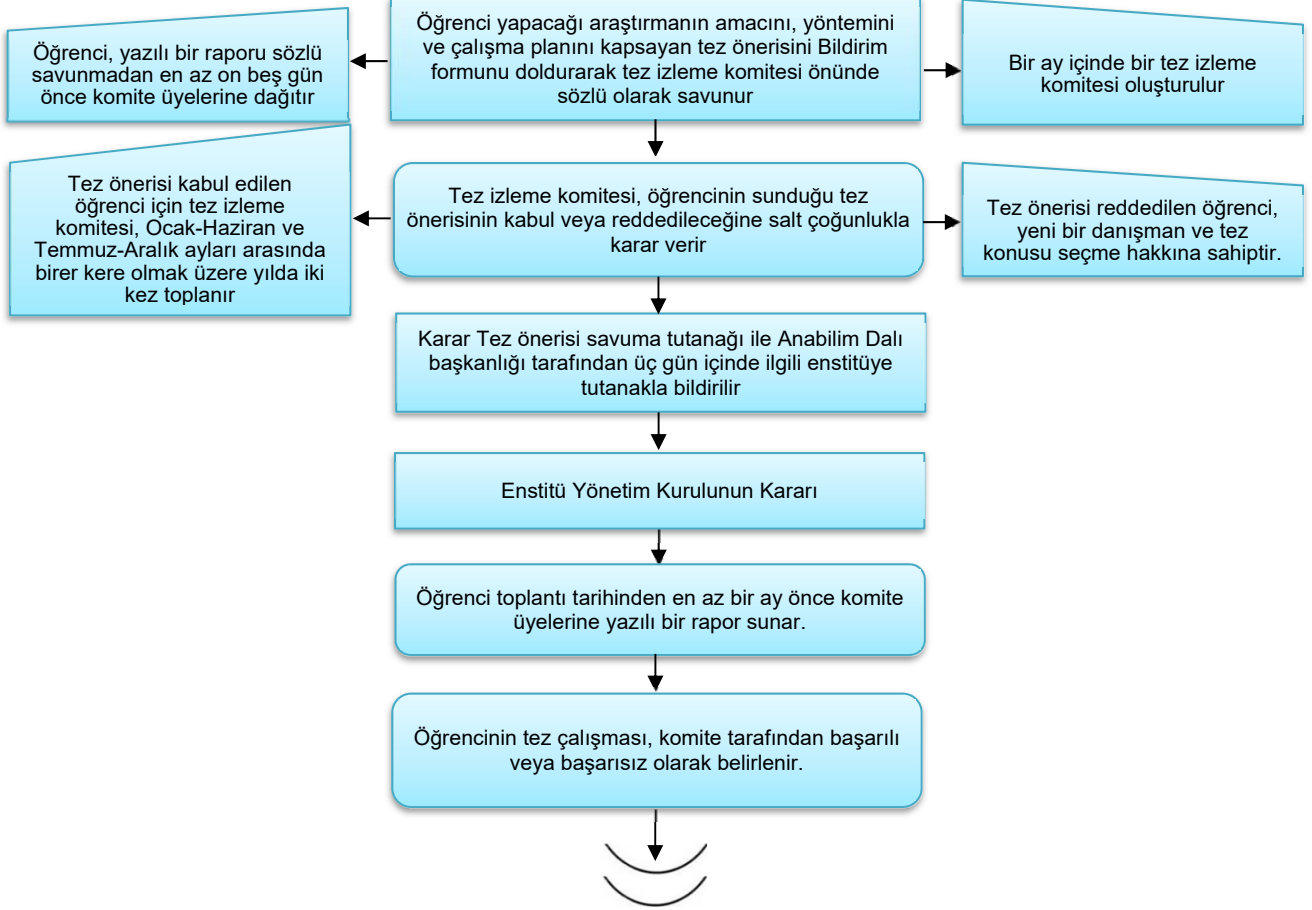 Öğrenci yapacağı araştırmanın amacını, yöntemini
ve çalışma planını kapsayan tez önerisini Bildirim
formunu doldurarak tez izleme komitesi önünde
sözlü olarak savunur
Öğrenci, yazılı bir raporu sözlü
savunmadan en az on beş gün
önce komite üyelerine dağıtır
Bir ay içinde bir tez izleme
komitesi oluşturulur
Tez izleme komitesi, öğrencinin sunduğu tez
önerisinin kabul veya reddedileceğine salt çoğunlukla
karar verir
Tez önerisi kabul edilen
öğrenci için tez izleme
komitesi, Ocak-Haziran ve
Temmuz-Aralık ayları arasında
birer kere olmak üzere yılda iki
kez toplanır
Tez önerisi reddedilen öğrenci,
yeni bir danışman ve tez
konusu seçme hakkına sahiptir.
Karar Tez önerisi savuma tutanağı ile Anabilim Dalı
başkanlığı tarafından üç gün içinde ilgili enstitüye
tutanakla bildirilir
Enstitü Yönetim Kurulunun Kararı
Öğrenci toplantı tarihinden en az bir ay önce komite
üyelerine yazılı bir rapor sunar.
Öğrencinin tez çalışması, komite tarafından başarılı
veya başarısız olarak belirlenir.